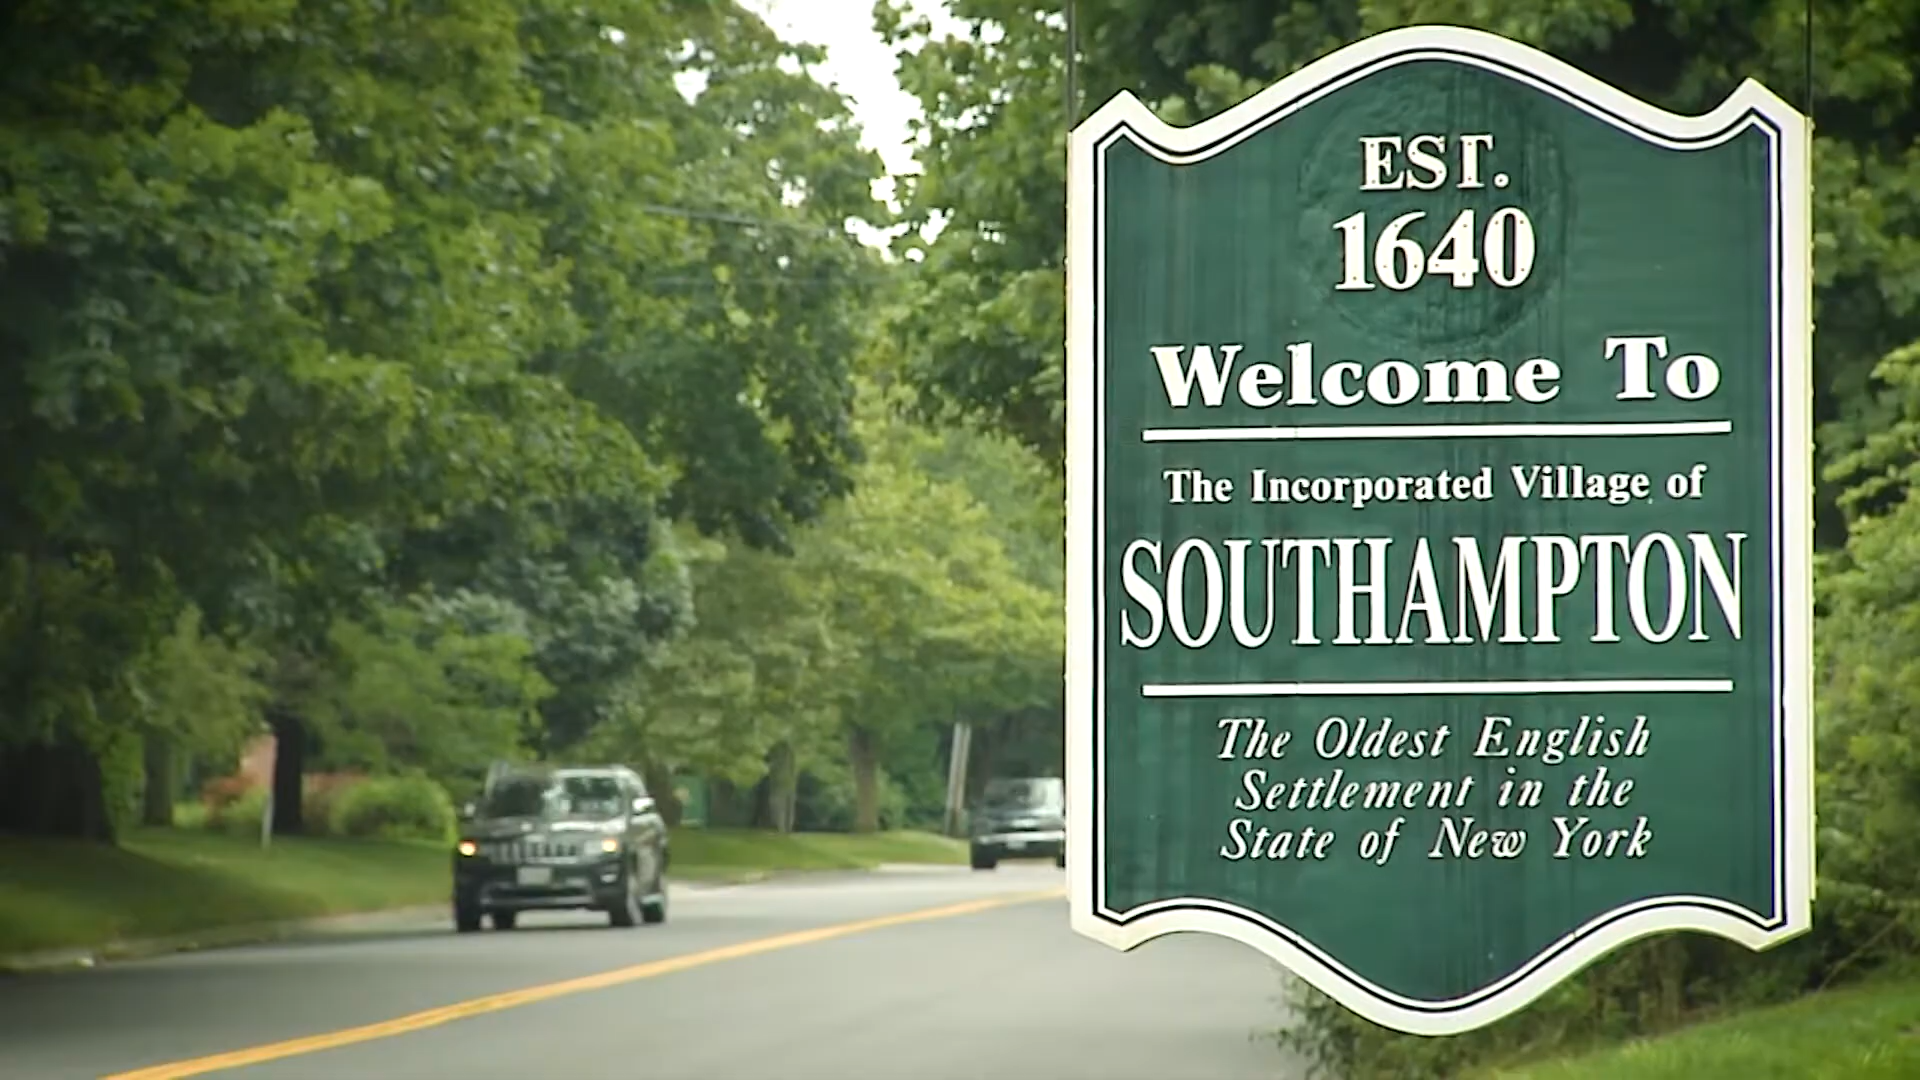 EST.
1640
Welcome To
The Incorporated Village of
SOUTHAMPTON
The Oldest English
Settlement in the
State of New York